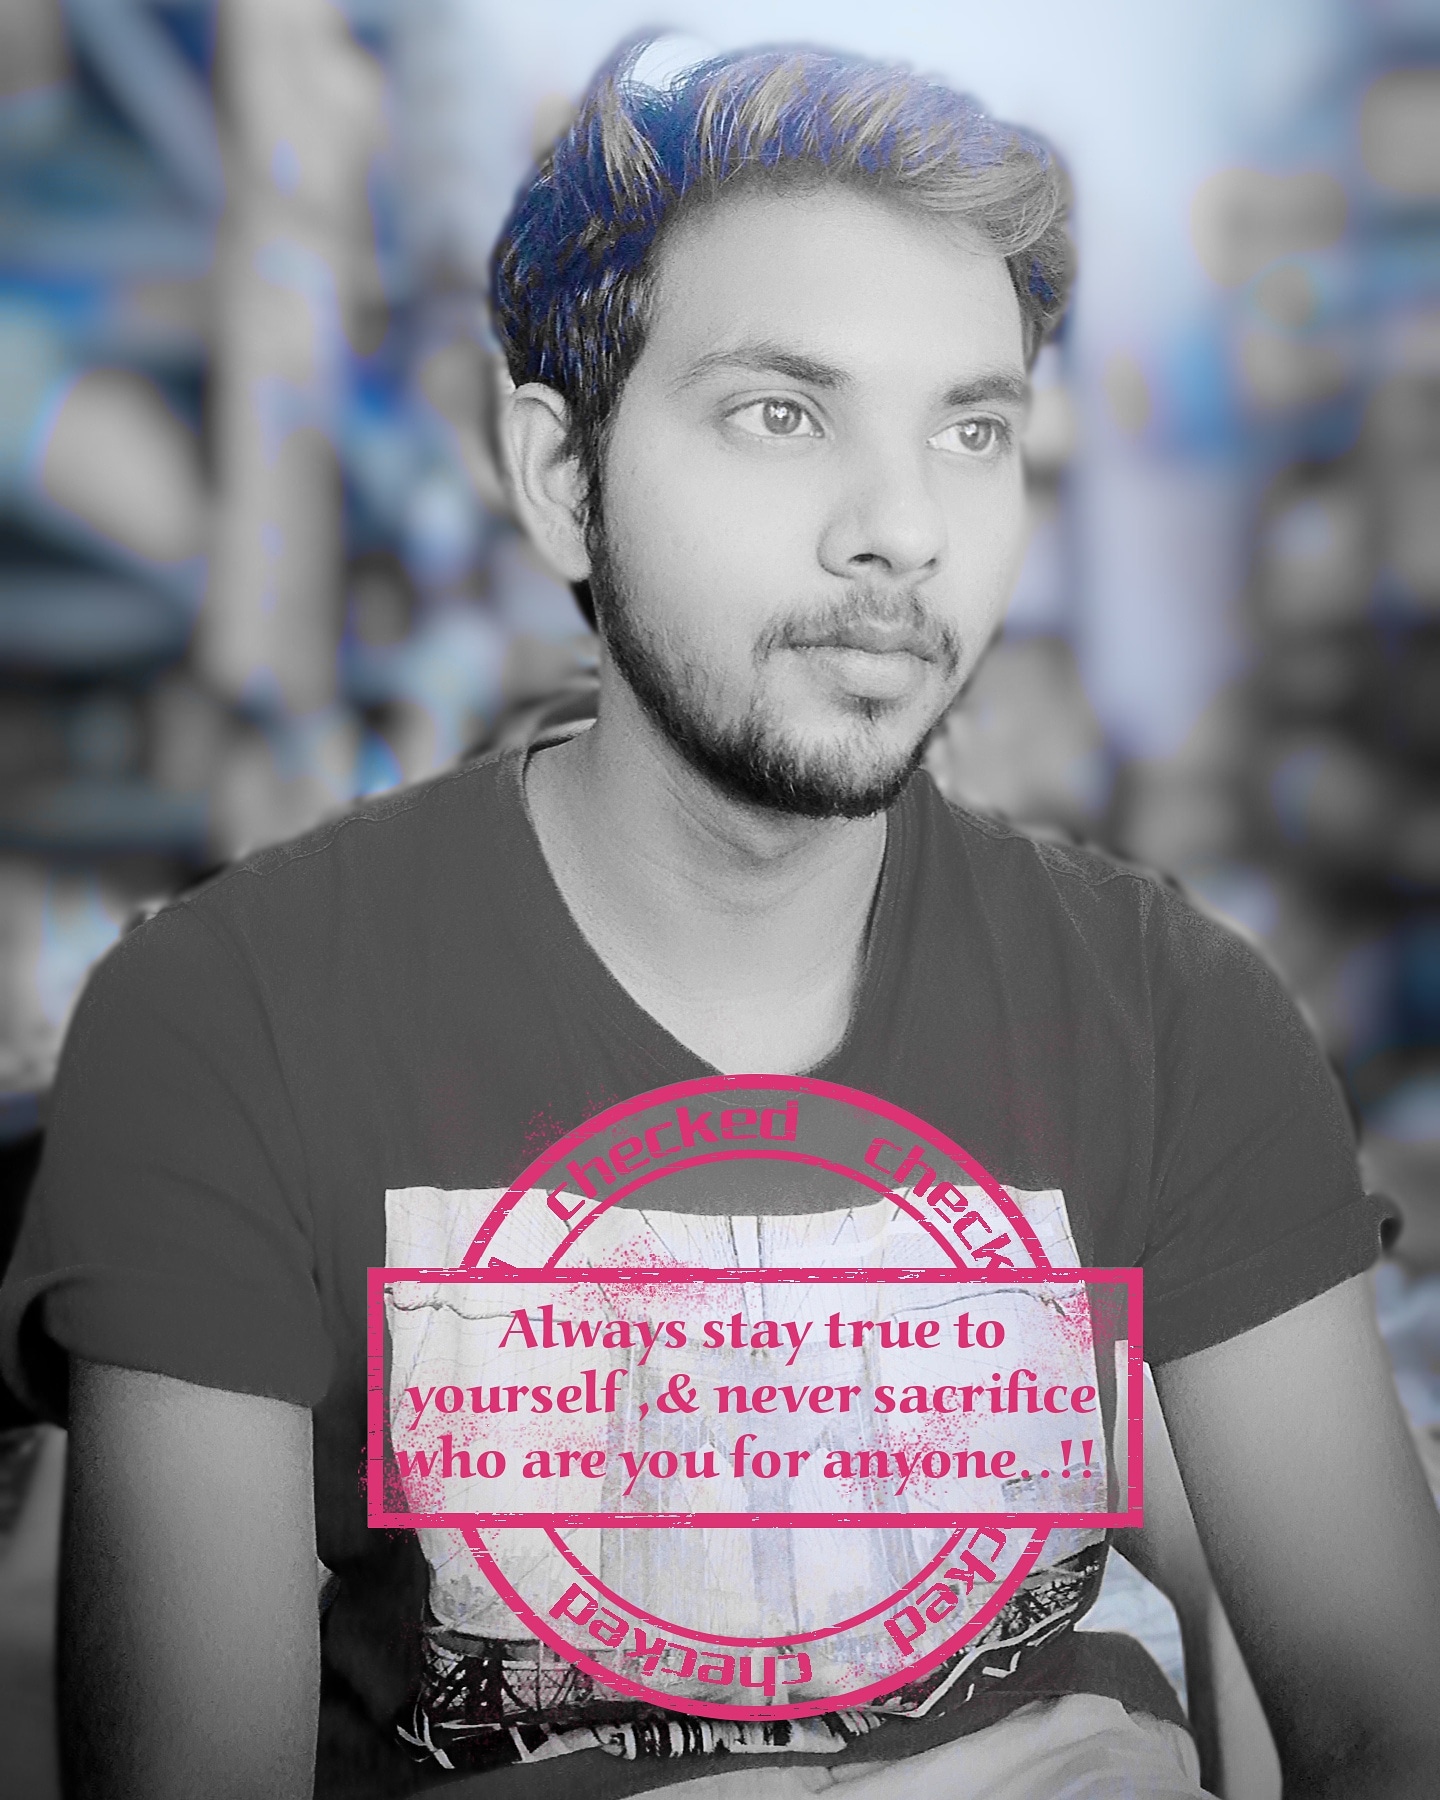 checked checked
Always stay true to
yourself ,& never sacrifice
who are you for anyone..!!
checked checked